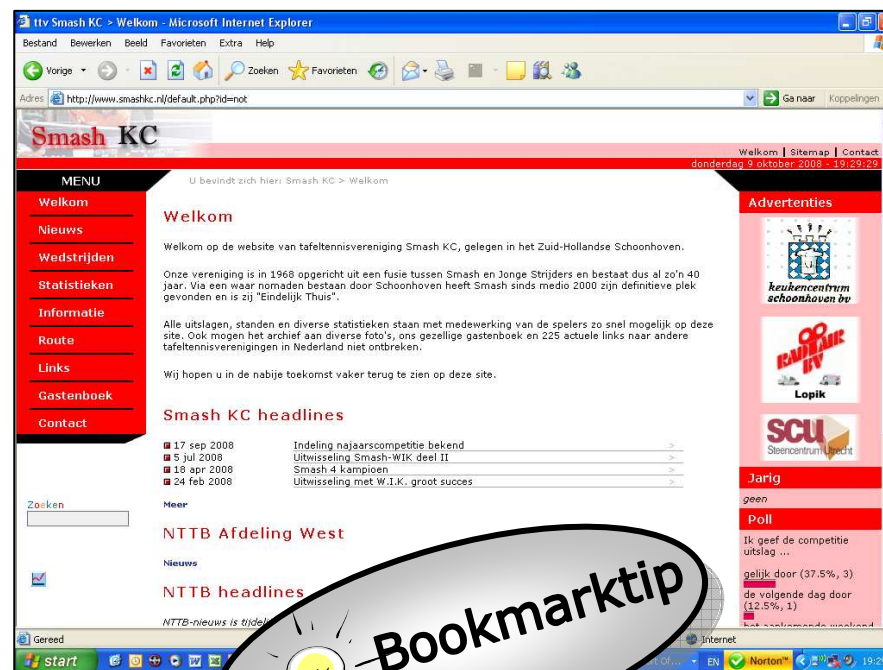 ttv Smash KC > Welkom - Microsoft Internet Explorer
Bestand Bewerken Beeld Favorieten Extra Help
Vorige Zoeken Favorieten
Adres http://www.smashkc.nl/default.php?id=not Ga naar Koppelingen
Smash KC
Welkom | Sitemap | Contact
donderdag 9 oktober 2008 - 19:29:29
MENU
Welkom
Nieuws
Wedstrijden
Statistieken
Informatie
Route
Links
Gastenboek
Contact
Zoeken
U bevindt zich hier: Smash KC > Welkom
Welkom
Welkom op de website van tafeltennisvereniging Smash KC, gelegen in het Zuid-Hollandse Schoonhoven.
Onze vereniging is in 1968 opgericht uit een fusie tussen Smash en Jonge Strijders en bestaat dus al zo'n 40
jaar. Via een waar nomaden bestaan door Schoonhoven heeft Smash sinds medio 2000 zijn definitieve plek
gevonden en is zij "Eindelijk Thuis".
Alle uitslagen, standen en diverse statistieken staan met medewerking van de spelers zo snel mogelijk op deze
site. Ook mogen het archief aan diverse foto's, ons gezellige gastenboek en 225 actuele links naar andere
tafeltennisverenigingen in Nederland niet ontbreken.
Wij hopen u in de nabije toekomst vaker terug te zien op deze site.
Smash KC headlines
17 sep 2008 Indeling najaarscompetitie bekend >
5 jul 2008 Uitwisseling Smash-WIK deel II >
18 apr 2008 Smash 4 kampioen >
24 feb 2008 Uitwisseling met W.I.K. groot succes >
Meer
NTTB Afdeling West
Nieuws
NTTB headlines
NTTB-nieuws is
Advertenties
keukencentrum
schoonhoven bv
RADIAIR
BV
Lopik
SCU
Steencentrum Utrecht
Jarig
geen
Poll
Ik geef de competitie
uitslag ...
gelijk door (37.5%, 3)
de volgende dag door
(12.5%, 1)
het aankomende weekend
Bookmarktip
Gereed Internet
start EN Norton™ 19:2